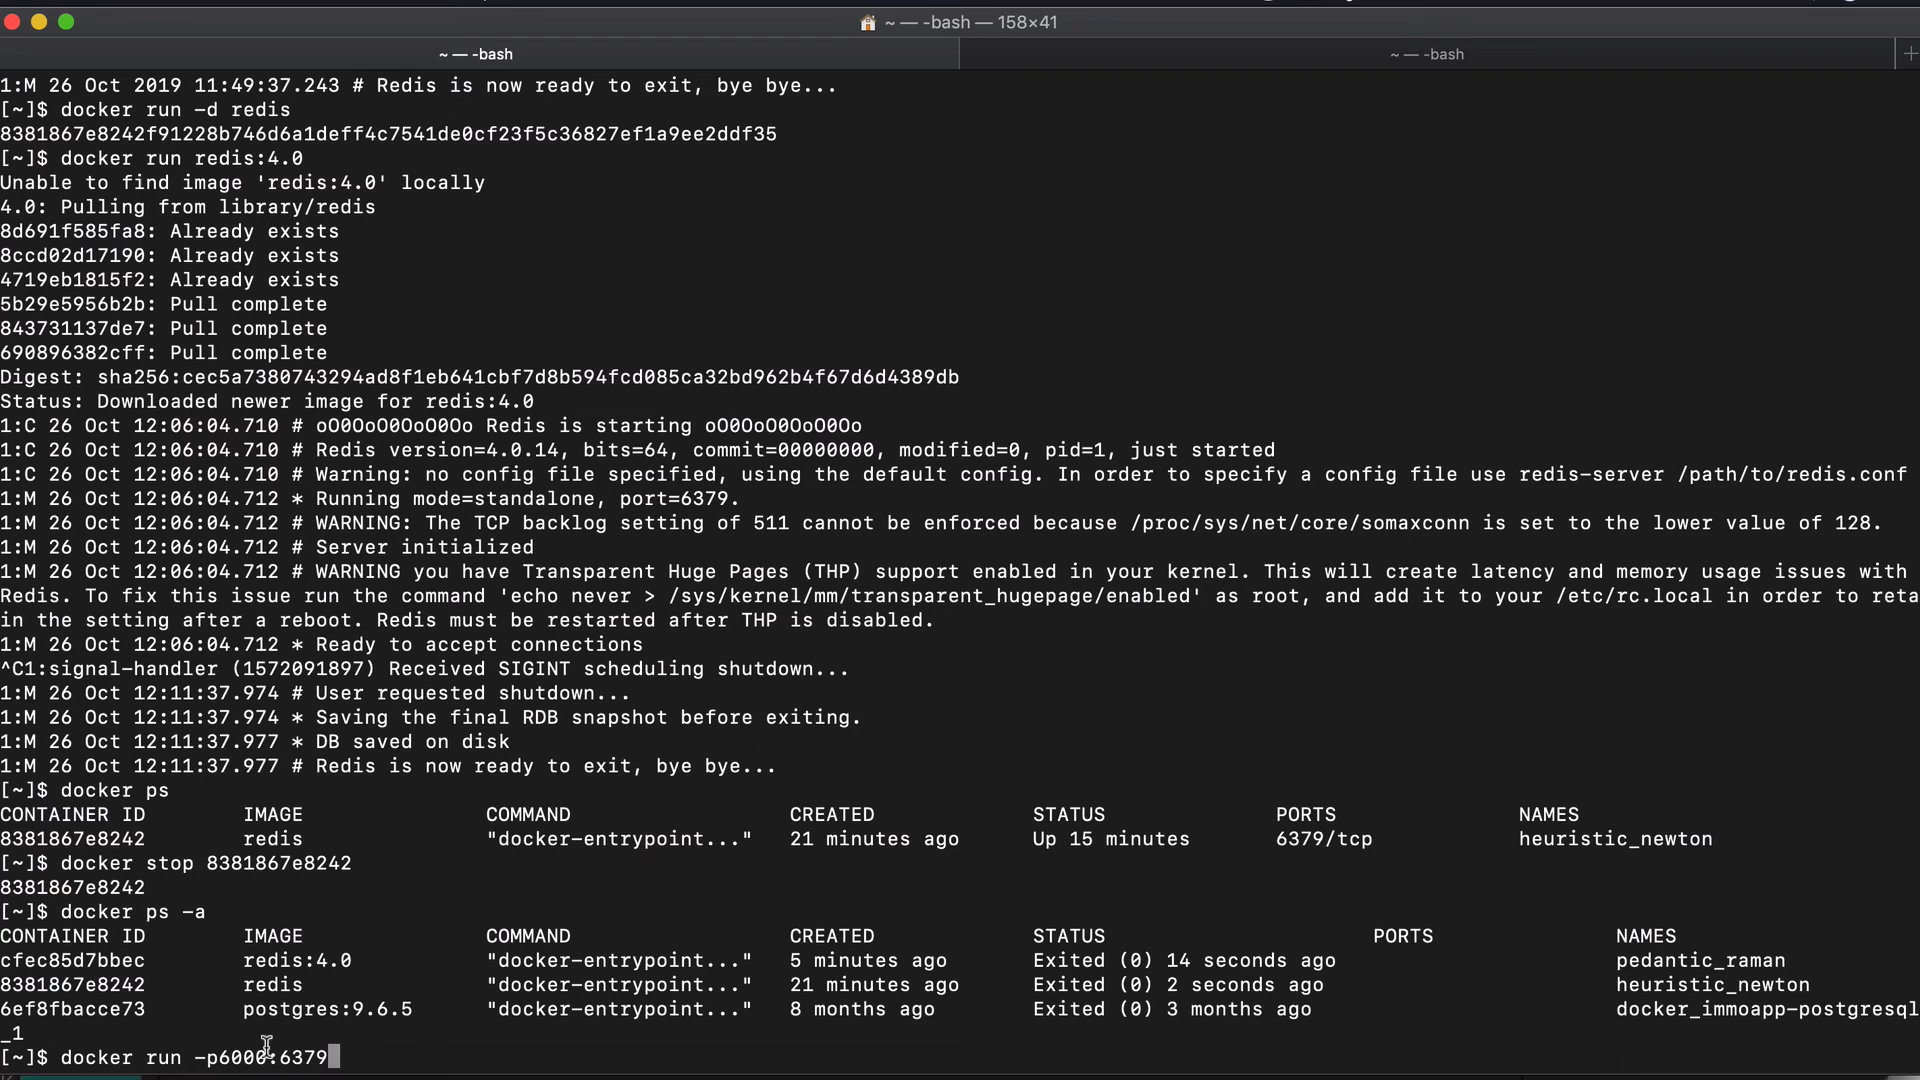 ~ — -bash — 158×41
~ — -bash
~ — -bash
1:M 26 Oct 2019 11:49:37.243 # Redis is now ready to exit, bye bye...
[~]$ docker run -d redis
8381867e8242f91228b746d6a1deff4c7541de0cf23f5c36827ef1a9ee2ddf35
[~]$ docker run redis:4.0
Unable to find image 'redis:4.0' locally
4.0: Pulling from library/redis
8d691f585fa8: Already exists
8ccd02d17190: Already exists
4719eb1815f2: Already exists
5b29e5956b2b: Pull complete
843731137de7: Pull complete
690896382cff: Pull complete
Digest: sha256:cec5a7380743294ad8f1eb641cbf7d8b594fcd085ca32bd962b4f67d6d4389db
Status: Downloaded newer image for redis:4.0
1:C 26 Oct 12:06:04.710 # oO0OoO0OoO0Oo Redis is starting oO0OoO0OoO0Oo
1:C 26 Oct 12:06:04.710 # Redis version=4.0.14, bits=64, commit=00000000, modified=0, pid=1, just started
1:C 26 Oct 12:06:04.710 # Warning: no config file specified, using the default config. In order to specify a config file use redis-server /path/to/redis.conf
1:M 26 Oct 12:06:04.712 * Running mode=standalone, port=6379.
1:M 26 Oct 12:06:04.712 # WARNING: The TCP backlog setting of 511 cannot be enforced because /proc/sys/net/core/somaxconn is set to the lower value of 128.
1:M 26 Oct 12:06:04.712 # Server initialized
1:M 26 Oct 12:06:04.712 # WARNING you have Transparent Huge Pages (THP) support enabled in your kernel. This will create latency and memory usage issues with
Redis. To fix this issue run the command 'echo never > /sys/kernel/mm/transparent_hugepage/enabled' as root, and add it to your /etc/rc.local in order to reta
in the setting after a reboot. Redis must be restarted after THP is disabled.
1:M 26 Oct 12:06:04.712 * Ready to accept connections
^C1:signal-handler (1572091897) Received SIGINT scheduling shutdown...
1:M 26 Oct 12:11:37.974 # User requested shutdown...
1:M 26 Oct 12:11:37.974 * Saving the final RDB snapshot before exiting.
1:M 26 Oct 12:11:37.977 * DB saved on disk
1:M 26 Oct 12:11:37.977 # Redis is now ready to exit, bye bye...
[~]$ docker ps
CONTAINER ID IMAGE COMMAND CREATED STATUS PORTS NAMES
8381867e8242 redis "docker-entrypoint..." 21 minutes ago Up 15 minutes 6379/tcp heuristic_newton
[~]$ docker stop 8381867e8242
8381867e8242
[~]$ docker ps -a
CONTAINER ID IMAGE COMMAND CREATED STATUS PORTS NAMES
cfec85d7bbec redis:4.0 "docker-entrypoint..." 5 minutes ago Exited (0) 14 seconds ago pedantic_raman
8381867e8242 redis "docker-entrypoint..." 21 minutes ago Exited (0) 2 seconds ago heuristic_newton
6ef8fbacce73 postgres:9.6.5 "docker-entrypoint..." 8 months ago Exited (0) 3 months ago docker_immoapp-postgresql
_1
[~]$ docker run -p6000:6379